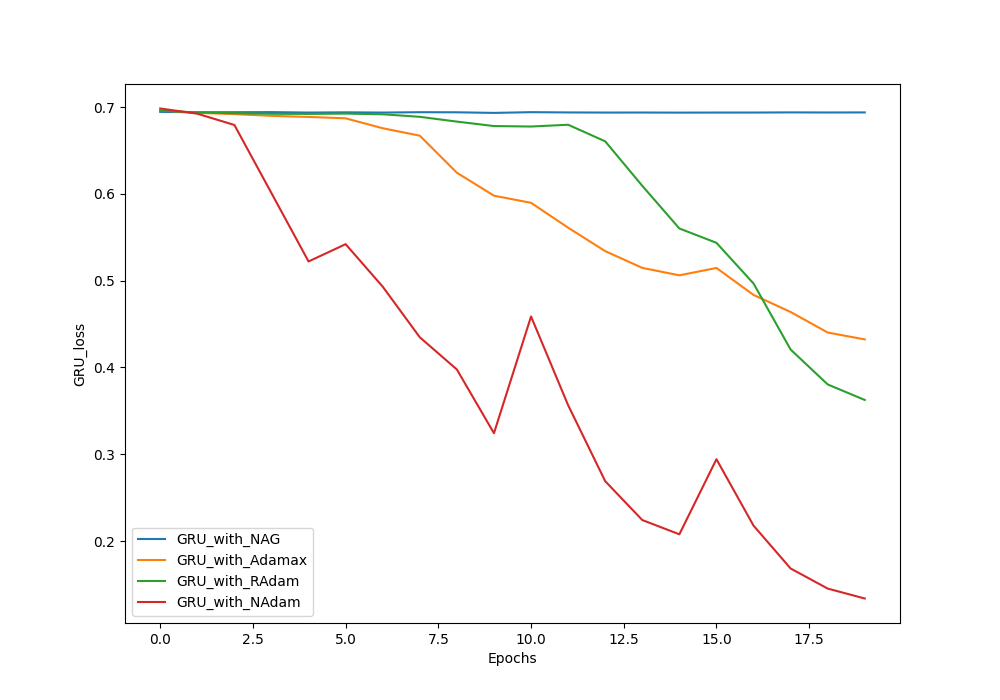 0.7
0.6
0.5
0.4
0.3
0.2
GRU_loss
GRU_with_NAG
GRU_with_Adamax
GRU_with_RAdam
GRU_with_NAdam
0.0 2.5 5.0 7.5 10.0 12.5 15.0 17.5
Epochs